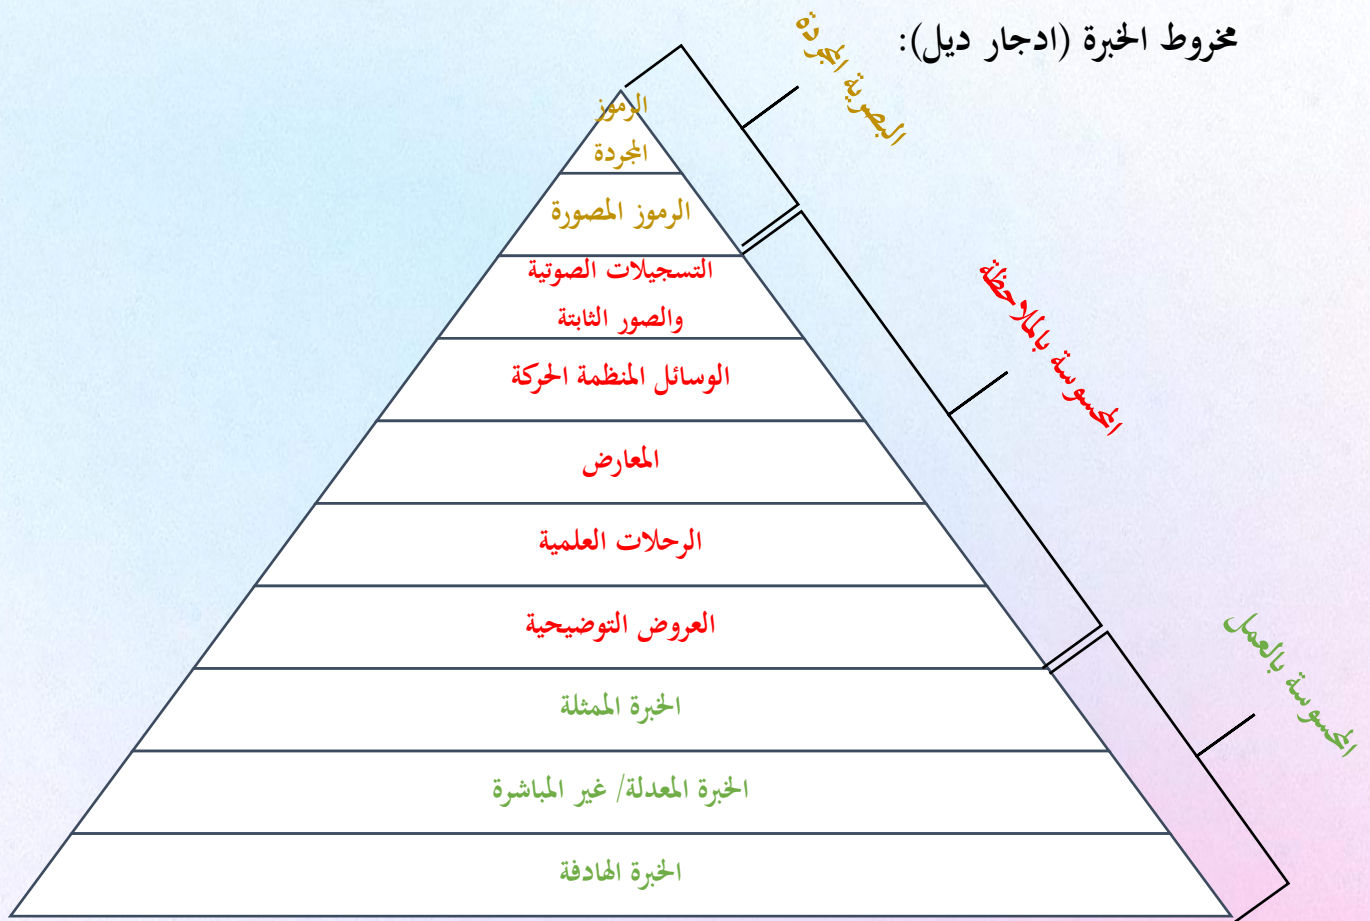 مخروط الخبرة (ادجار ديل):
البصرية المجردة
الرموز
المجردة
الرموز المصورة
التسجيلات الصوتية
والصور الثابتة
المحسوسة بالملاحظة
الوسائل المنظمة الحركة
المعارض
الرحلات العلمية
العروض التوضيحية
المحسوسة بالعمل
الخبرة الممثلة
الخبرة المعدلة/ غير المباشرة
الخبرة الهادفة